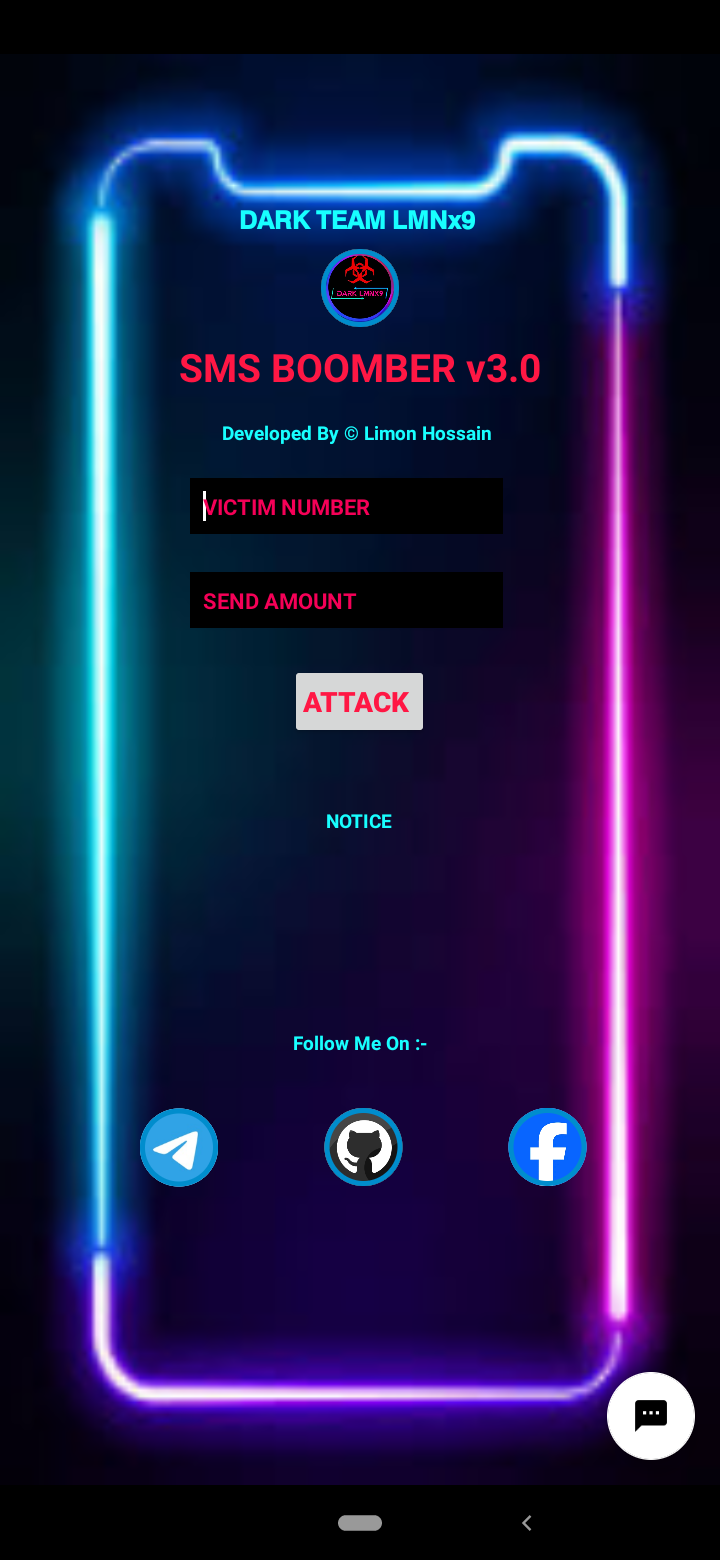 DARK TEAM LMNx9
DARK LMNX9
SMS BOOMBER v3.0
Developed By © Limon Hossain
VICTIM NUMBER
SEND AMOUNT
ATTACK
NOTICE
Follow Me On :-